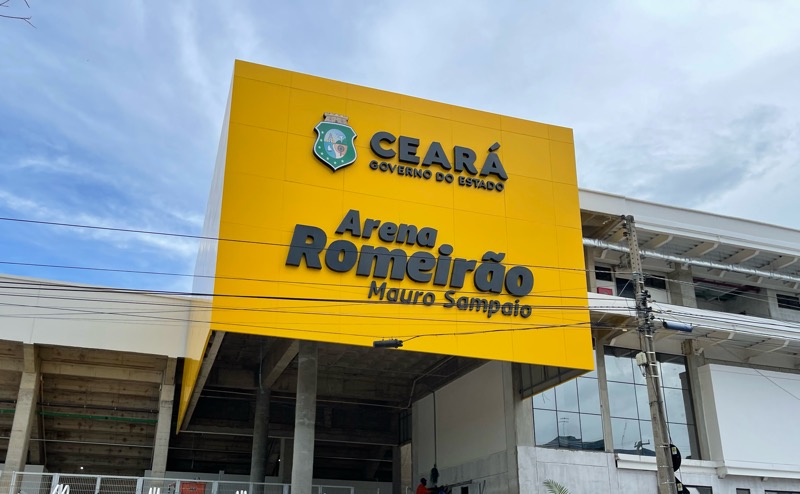 CEARÁ
GOVERNO DO ESTADO
Arena
Romeirão
Mauro Sampaio